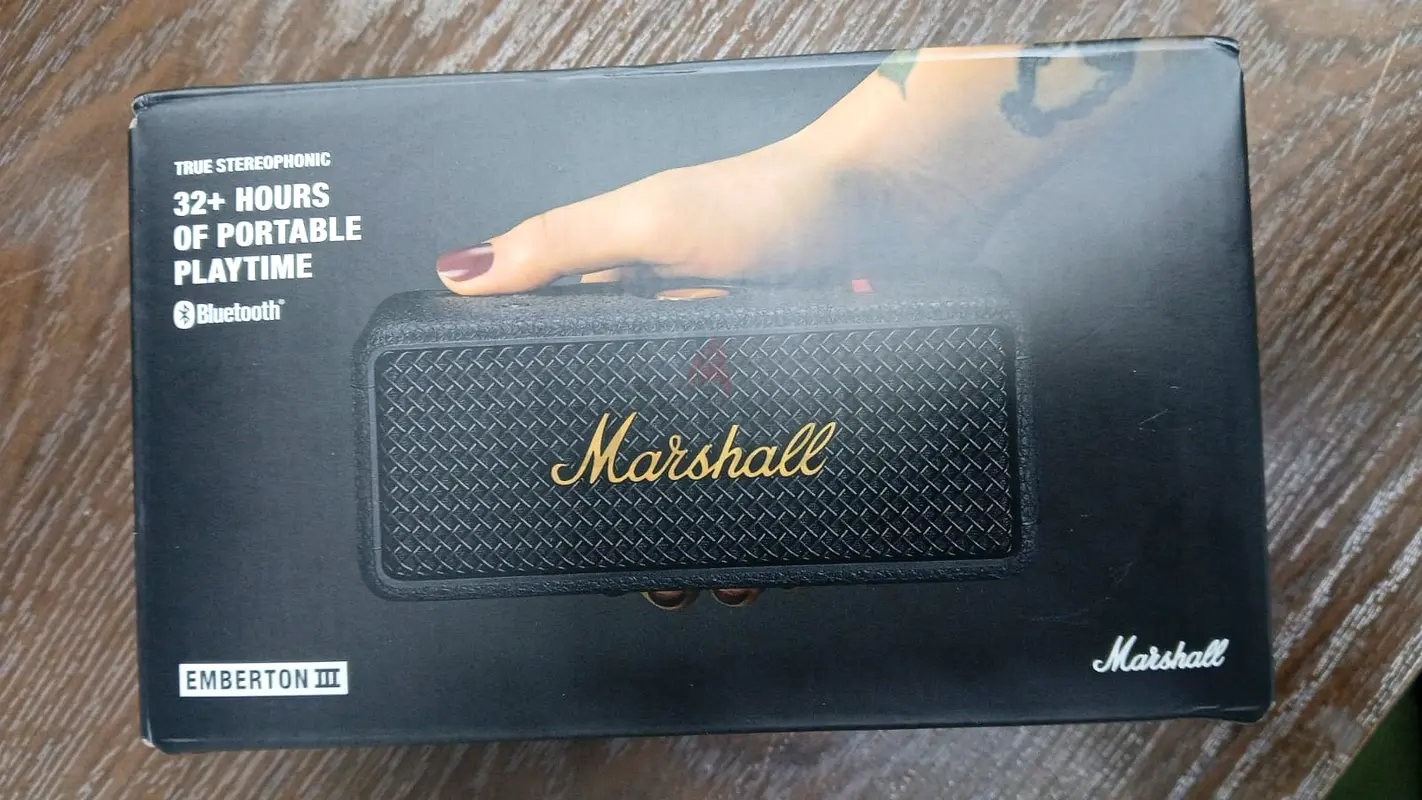 TRUE STEREOPHONIC
32+ HOURS
OF PORTABLE
PLAYTIME
Bluetooth®
Marshall
EMBERTON III
Marshall